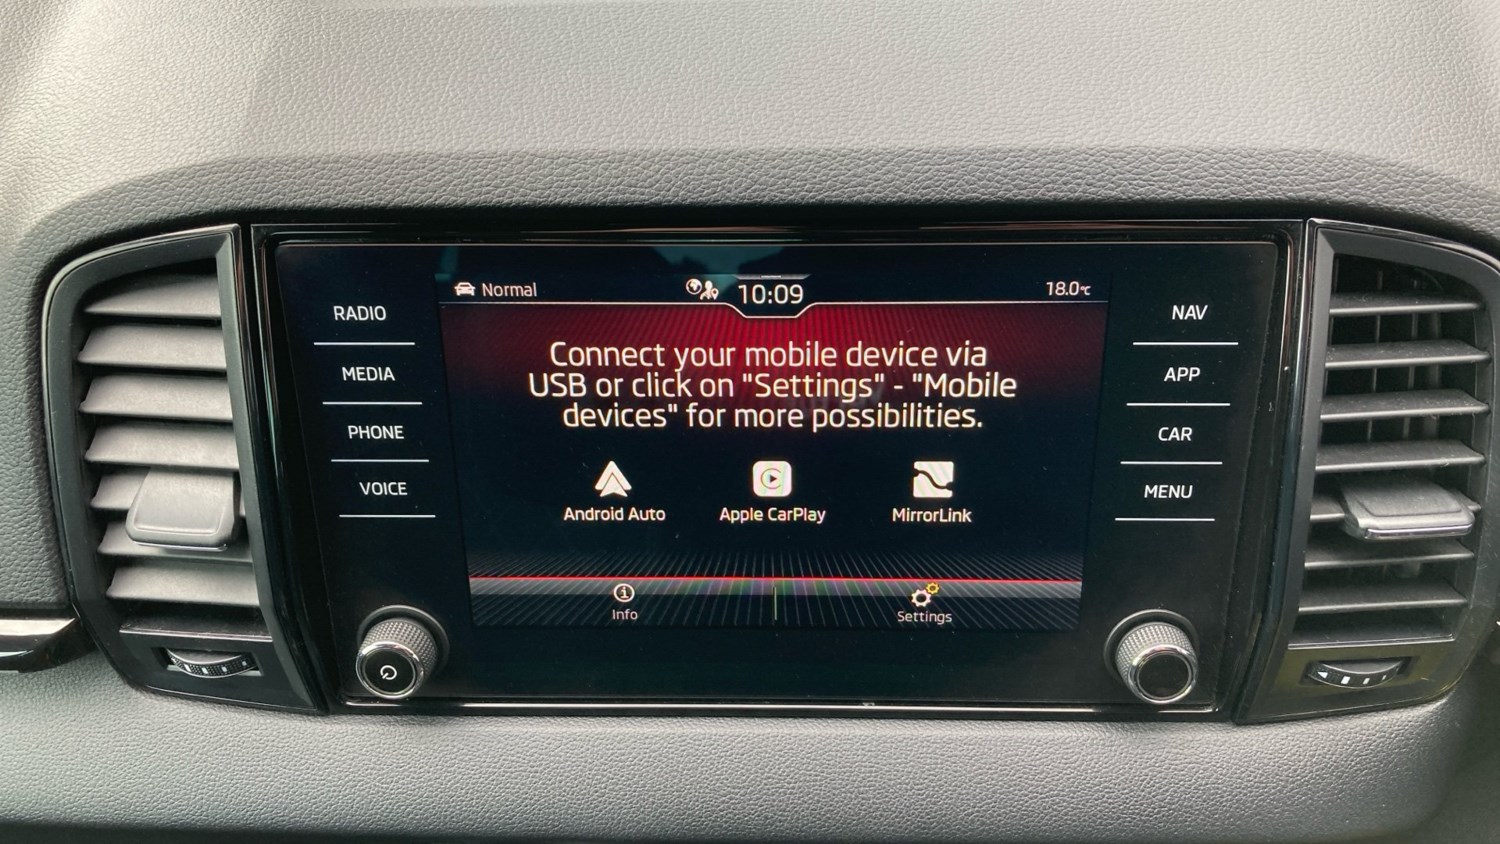 Normal
10:09
18.0°C
RADIO
MEDIA
PHONE
VOICE
Connect your mobile device via
USB or click on "Settings" - "Mobile
devices" for more possibilities.
Android Auto
Apple CarPlay
MirrorLink
Info
Settings
NAV
APP
CAR
MENU